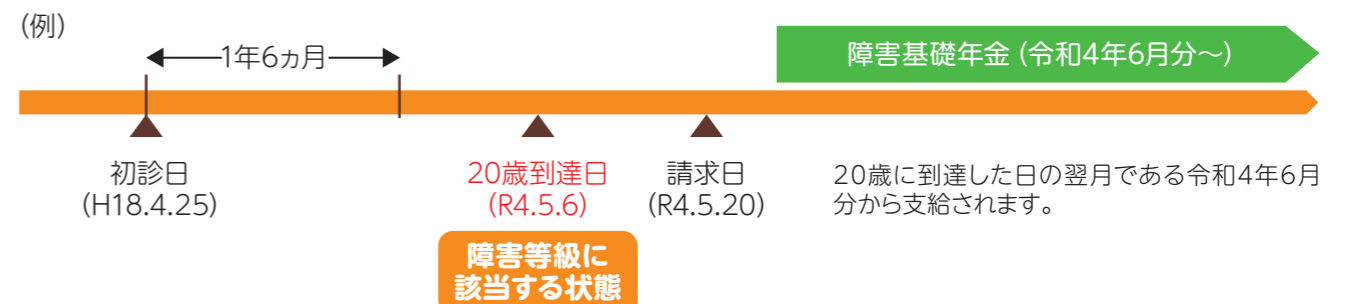 (例)
1年6ヵ月
障害基礎年金 (令和4年6月分～)
初診日
(H18.4.25)
20歳到達日
(R4.5.6)
請求日
(R4.5.20)
20歳に到達した日の翌月である令和4年6月
分から支給されます。
障害等級に
該当する状態